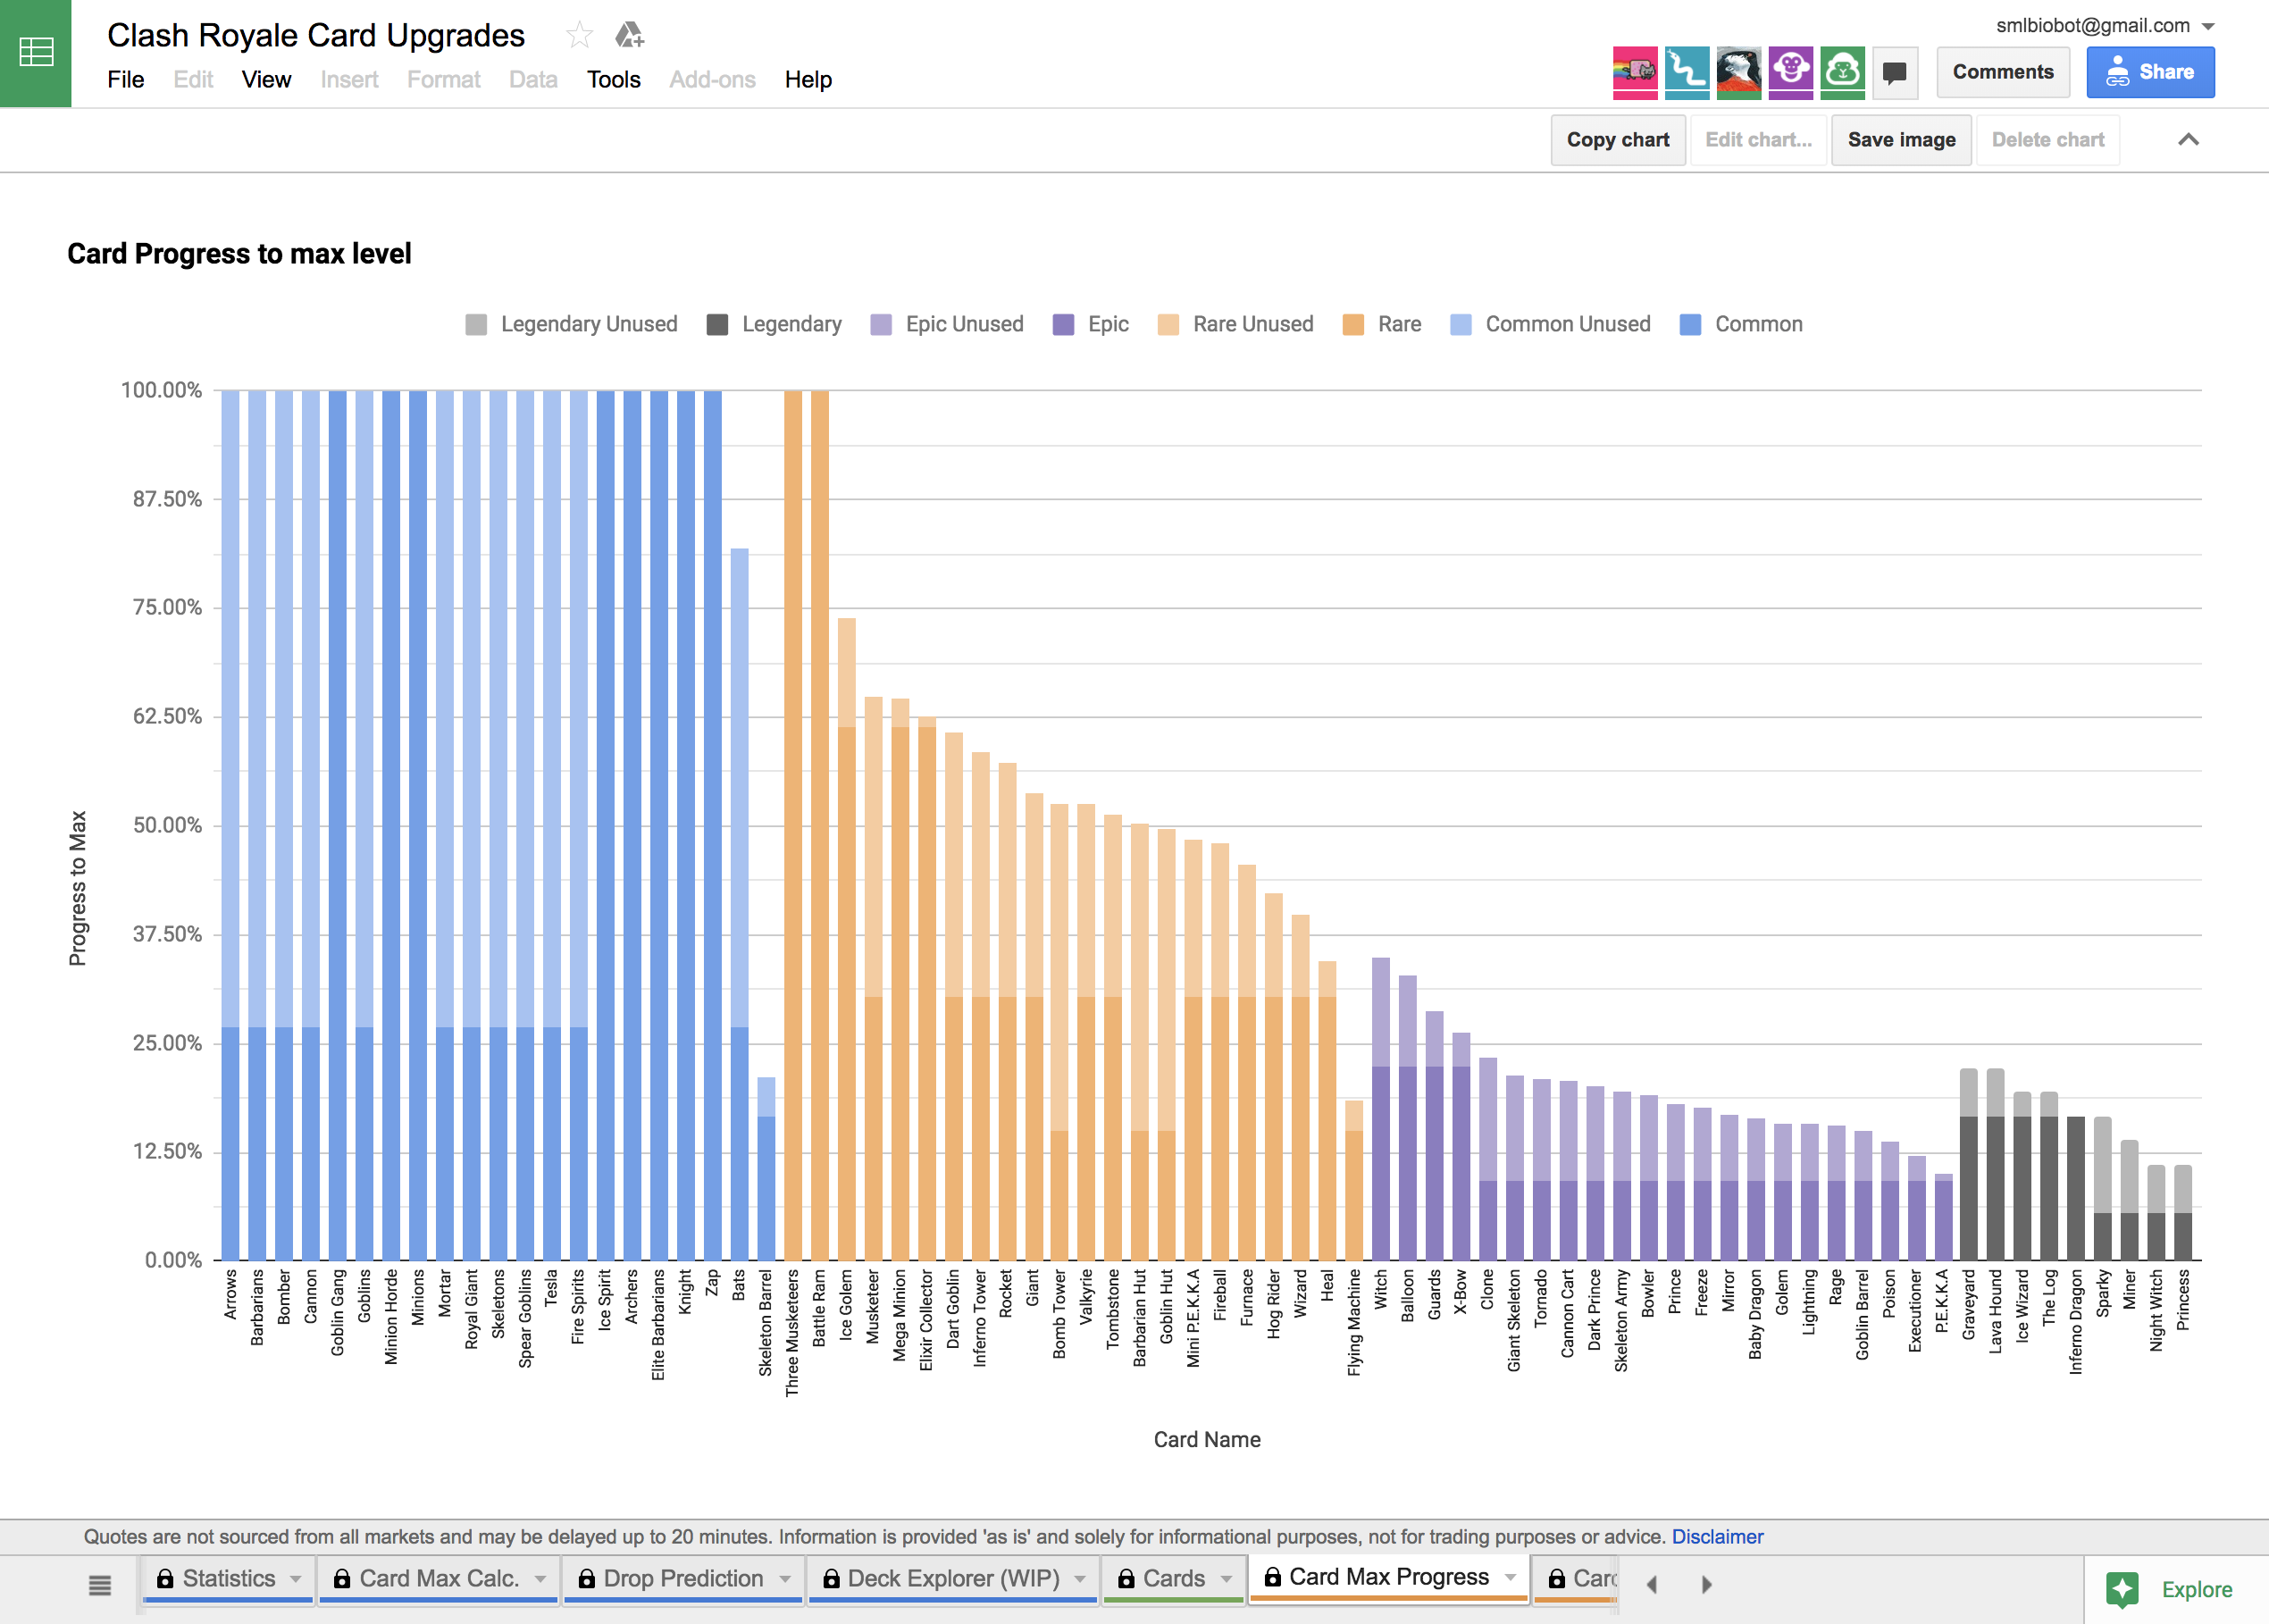 Clash Royale Card Upgrades
smlbiobot@gmail.com
File Edit View Insert Format Data Tools Add-ons Help
Comments
Share
Copy chart
Edit chart...
Save image
Delete chart
Card Progress to max level
Legendary Unused
Legendary
Epic Unused
Epic
Rare Unused
Rare
Common Unused
Common
100.00%
87.50%
75.00%
62.50%
50.00%
37.50%
25.00%
12.50%
0.00%
Progress to Max
Arrows
Barbarians
Bomber
Cannon
Goblin Gang
Goblins
Minion Horde
Minions
Mortar
Royal Giant
Skeletons
Spear Goblins
Tesla
Fire Spirits
Ice Spirit
Archers
Elite Barbarians
Knight
Zap
Bats
Skeleton Barrel
Three Musketeers
Battle Ram
Ice Golem
Musketeer
Mega Minion
Elixir Collector
Dart Goblin
Inferno Tower
Rocket
Giant
Bomb Tower
Valkyrie
Tombstone
Barbarian Hut
Goblin Hut
Mini P.E.K.K.A
Fireball
Furnace
Hog Rider
Wizard
Heal
Flying Machine
Witch
Balloon
Guards
X-Bow
Clone
Giant Skeleton
Tornado
Cannon Cart
Dark Prince
Skeleton Army
Bowler
Prince
Freeze
Mirror
Baby Dragon
Golem
Lightning
Rage
Goblin Barrel
Poison
Executioner
P.E.K.K.A
Graveyard
Lava Hound
Ice Wizard
The Log
Inferno Dragon
Sparky
Miner
Night Witch
Princess
Card Name
Quotes are not sourced from all markets and may be delayed up to 20 minutes. Information is provided 'as is' and solely for informational purposes, not for trading purposes or advice. Disclaimer
Statistics
Card Max Calc.
Drop Prediction
Deck Explorer (WIP)
Cards
Card Max Progress
Explore